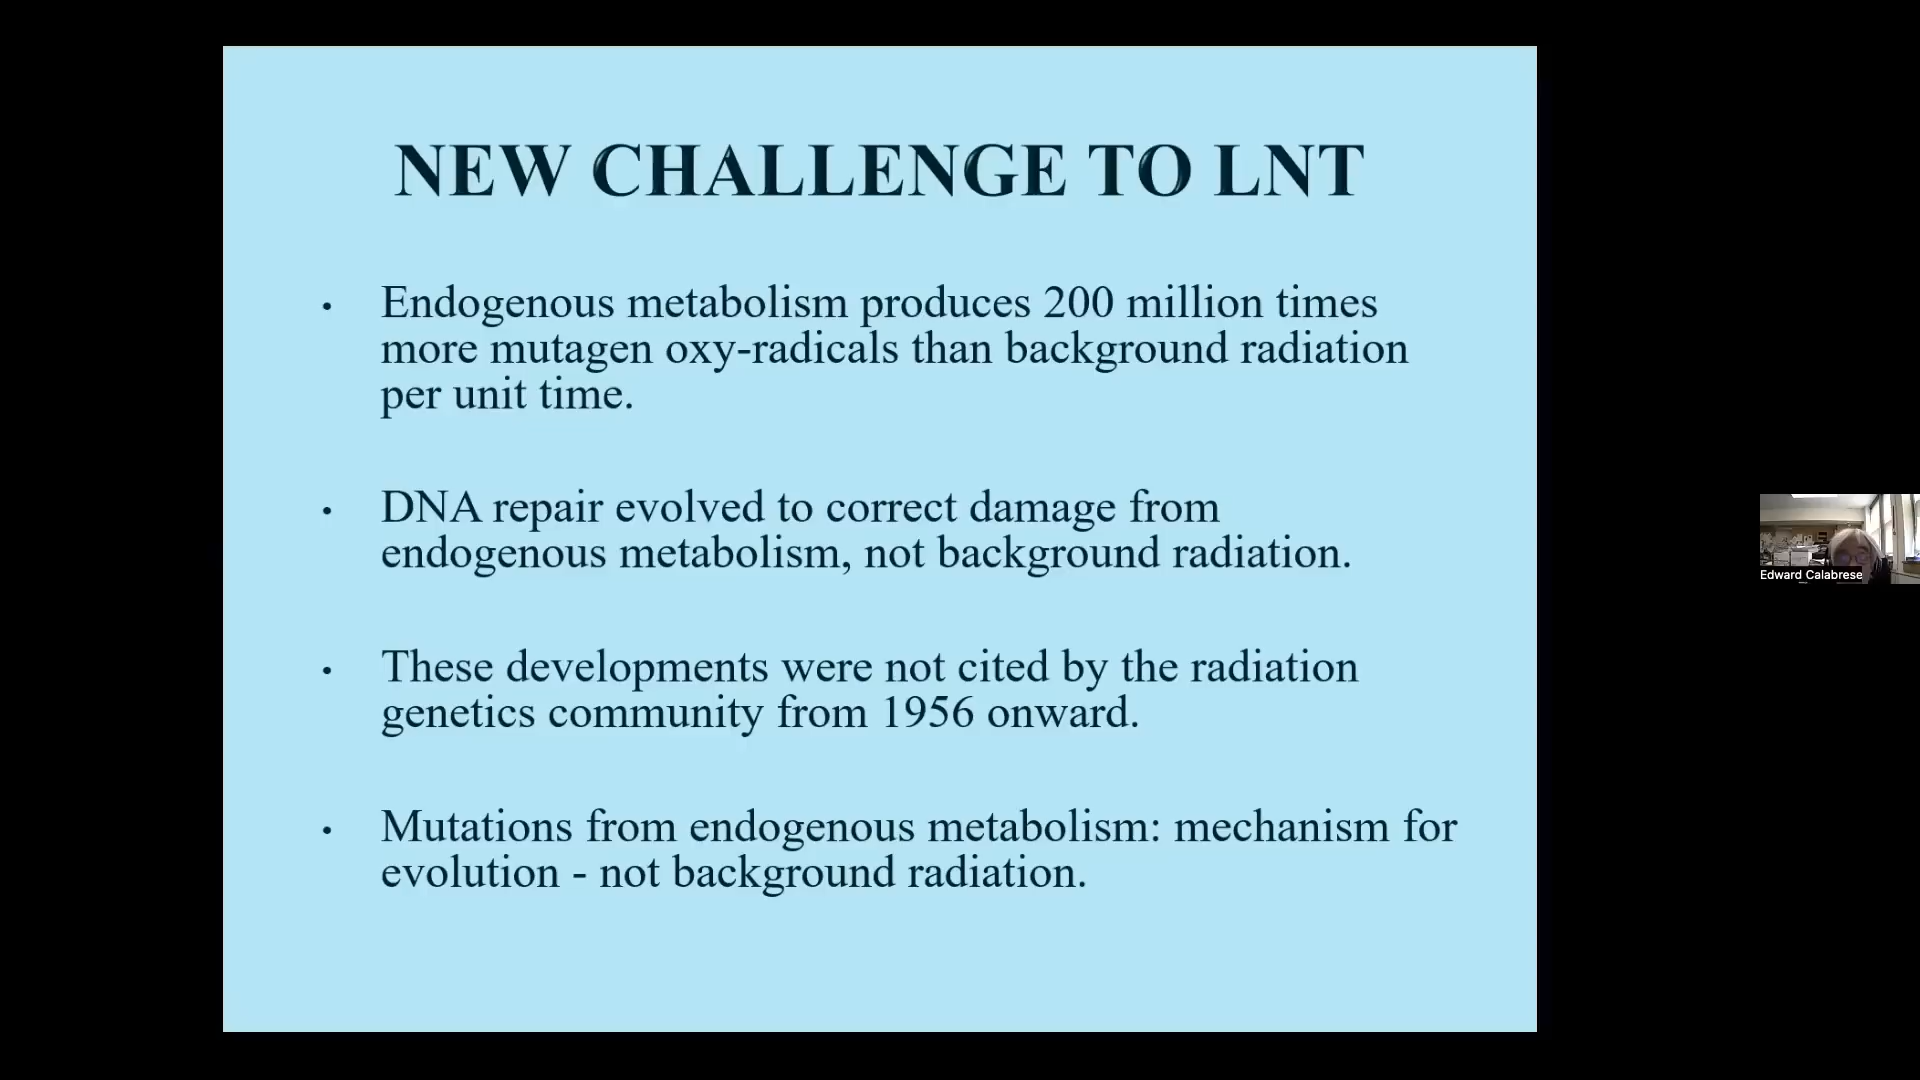 NEW CHALLENGE TO LNT
• Endogenous metabolism produces 200 million times
more mutagen oxy-radicals than background radiation
per unit time.
• DNA repair evolved to correct damage from
endogenous metabolism, not background radiation.
• These developments were not cited by the radiation
genetics community from 1956 onward.
• Mutations from endogenous metabolism: mechanism for
evolution - not background radiation.
Edward Calabrese